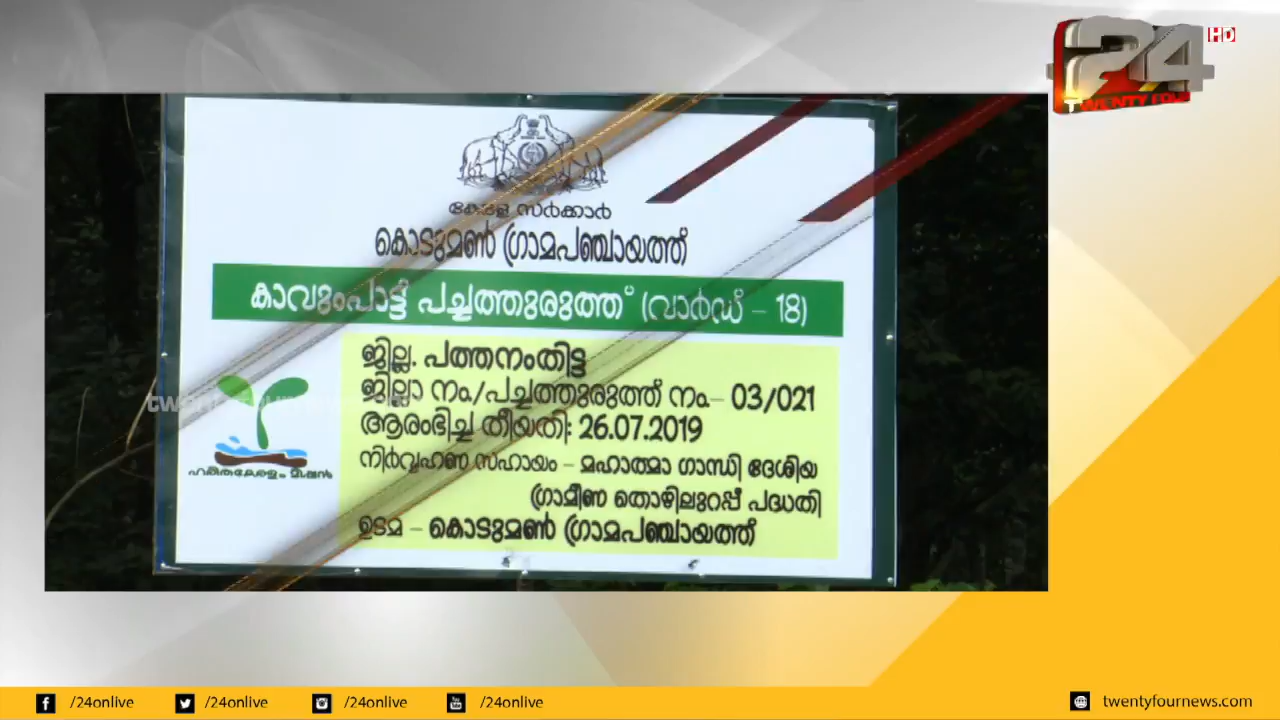 24
HD
TWENTY FOUR
കേരള സർക്കാർ
കൊടുമൺ ഗ്രാമപഞ്ചായത്ത്
കാവുംപാട്ട് പച്ചത്തുരുത്ത് (വാർഡ് – 18)
ജില്ല. പത്തനംതിട്ട
ജില്ലാ നം./പച്ചത്തുരുത്ത് നം.– 03/021
ആരംഭിച്ച തീയതി: 26.07.2019
നിർവ്വഹണ സഹായം – മഹാത്മാ ഗാന്ധി ദേശിയ
ഗ്രാമീണ തൊഴിലുറപ്പ് പദ്ധതി
ഉടമ – കൊടുമൺ ഗ്രാമപഞ്ചായത്ത്
ഹരിതകേരളം മിഷൻ
/24onlive /24onlive /24onlive /24onlive twentyfournews.com